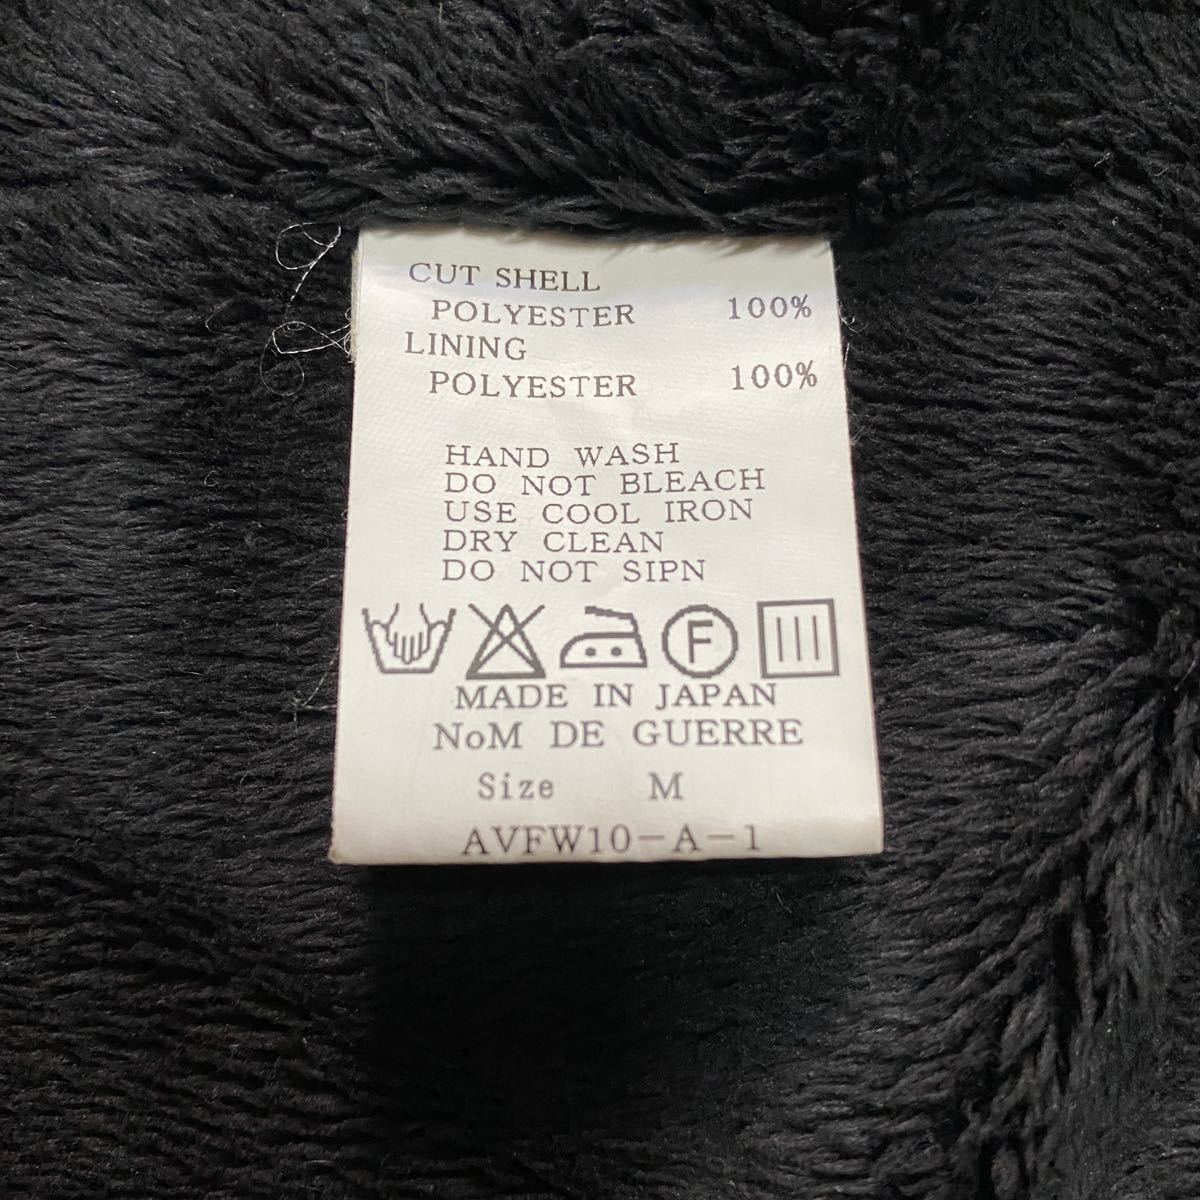 CUT SHELL
POLYESTER 100%
LINING
POLYESTER 100%
HAND WASH
DO NOT BLEACH
USE COOL IRON
DRY CLEAN
DO NOT SIPN
F
MADE IN JAPAN
NoM DE GUERRE
Size M
AVFW10-A-1